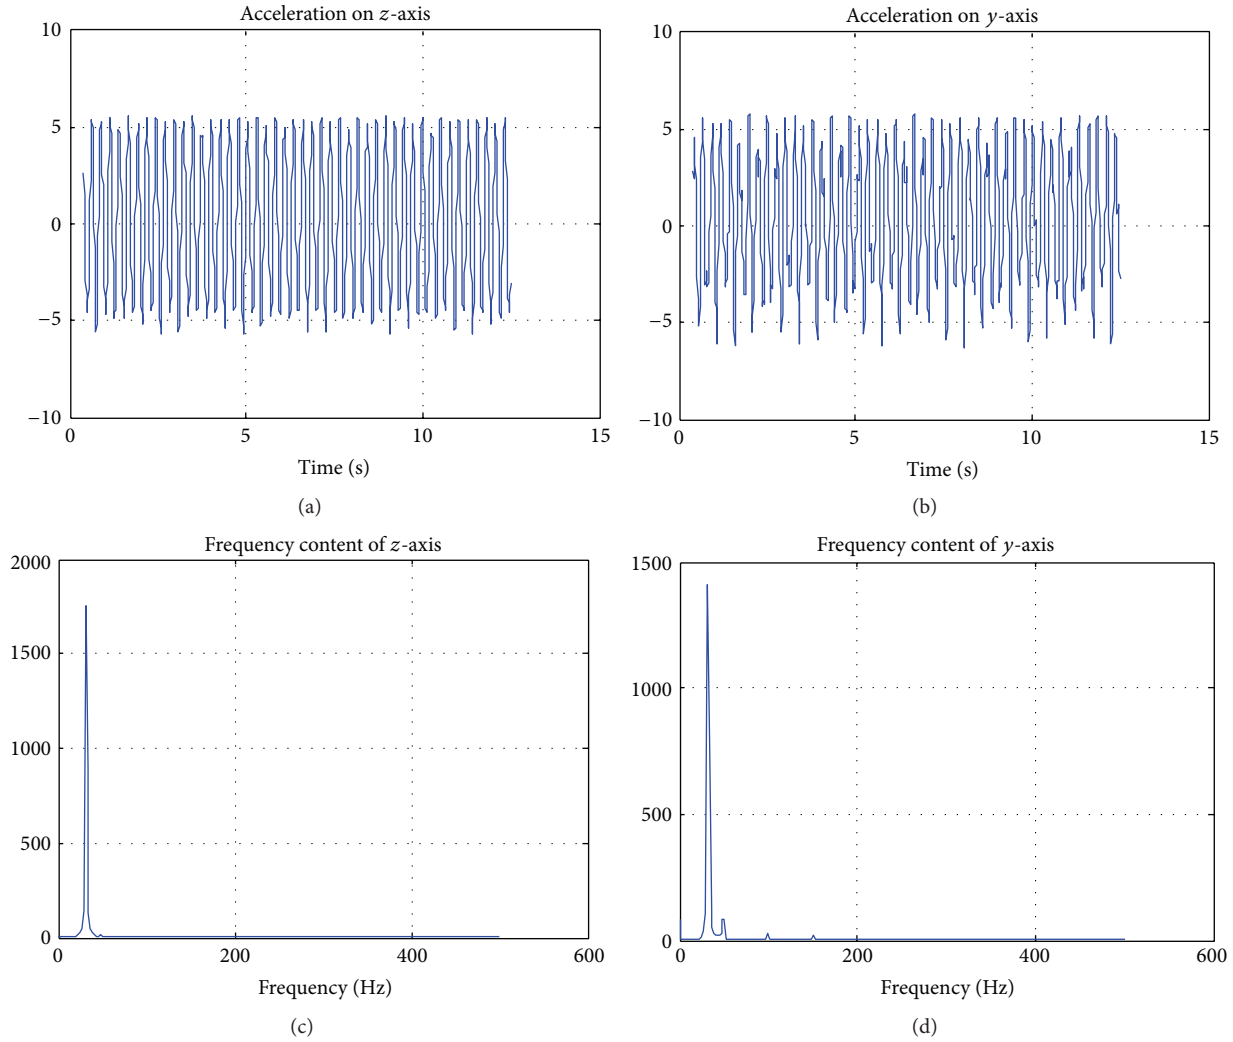 Acceleration on z-axis
10
5
0
−5
−10
0
5
10
15
Time (s)
(a)
Acceleration on y-axis
10
5
0
−5
−10
0
5
10
15
Time (s)
(b)
Frequency content of z-axis
2000
1500
1000
500
0
0
200
400
600
Frequency (Hz)
(c)
Frequency content of y-axis
1500
1000
500
0
0
200
400
600
Frequency (Hz)
(d)